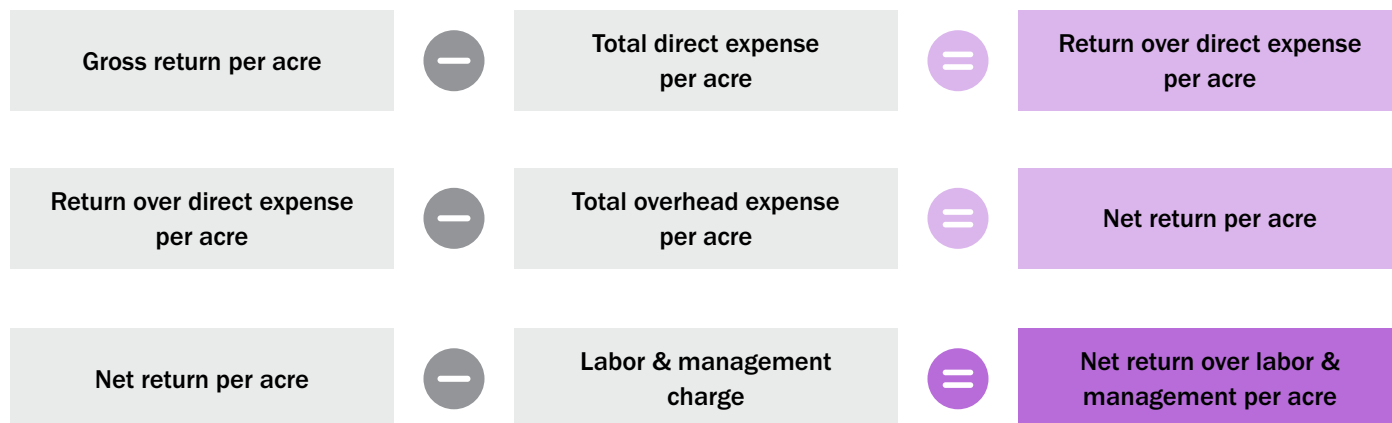 Gross return per acre
Total direct expense
per acre
Return over direct expense
per acre
Return over direct expense
per acre
Total overhead expense
per acre
Net return per acre
Net return per acre
Labor & management
charge
Net return over labor &
management per acre